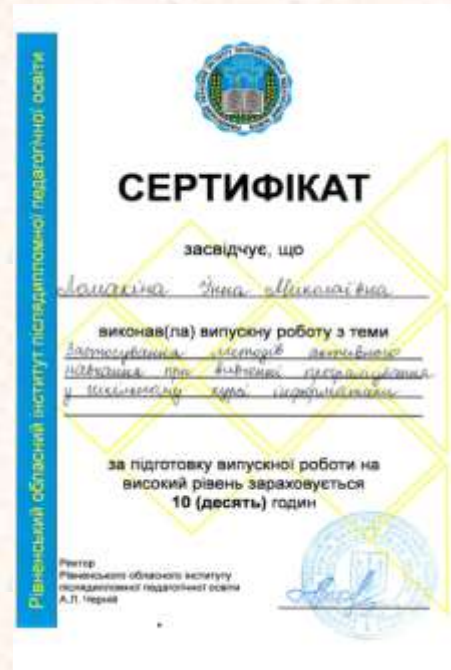 Рівненський обласний інститут післядипломної педагогічної освіти
СЕРТИФІКАТ
засвідчує, що
Ломакіна Інна Миколаївна
виконав(ла) випускну роботу з теми
Застосування методів активного
навчання при вивченні програмування
у шкільному курсі інформатики
за підготовку випускної роботи на
високий рівень зараховується
10 (десять) годин
Ректор
Рівненського обласного інституту
післядипломної педагогічної освіти
А.Л. Черній